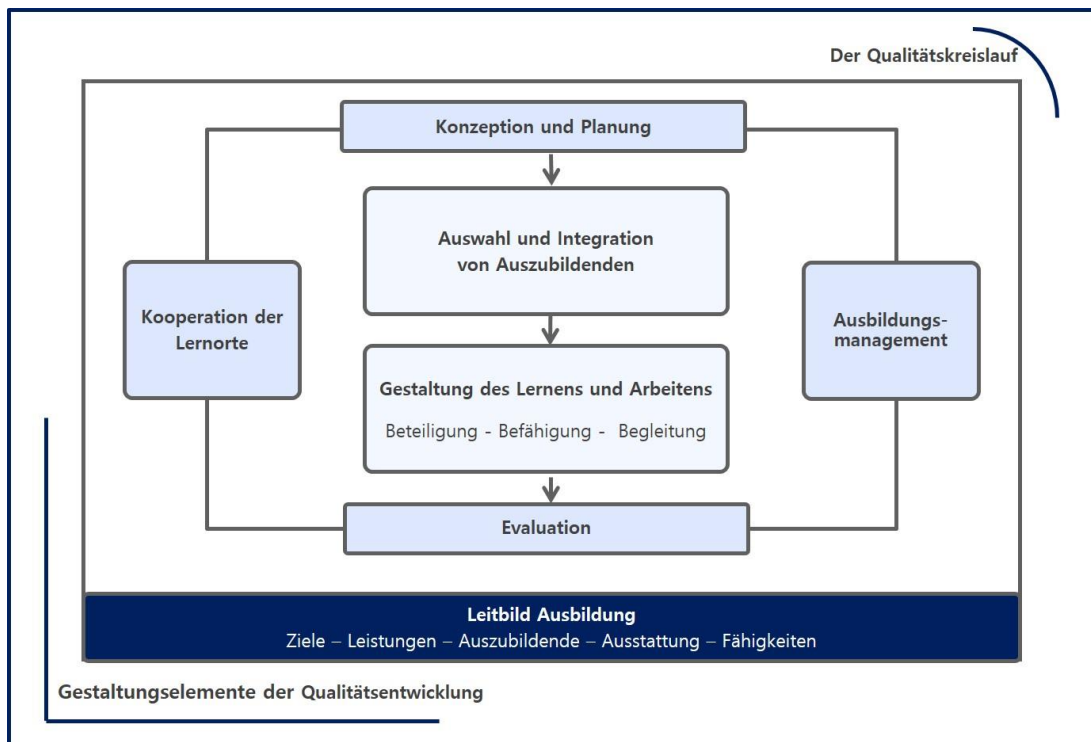 Der Qualitätskreislauf
Konzeption und Planung
Auswahl und Integration
von Auszubildenden
Kooperation der
Lernorte
Ausbildungs-
management
Gestaltung des Lernens und Arbeitens
Beteiligung - Befähigung - Begleitung
Evaluation
Leitbild Ausbildung
Ziele – Leistungen – Auszubildende – Ausstattung – Fähigkeiten
Gestaltungselemente der Qualitätsentwicklung